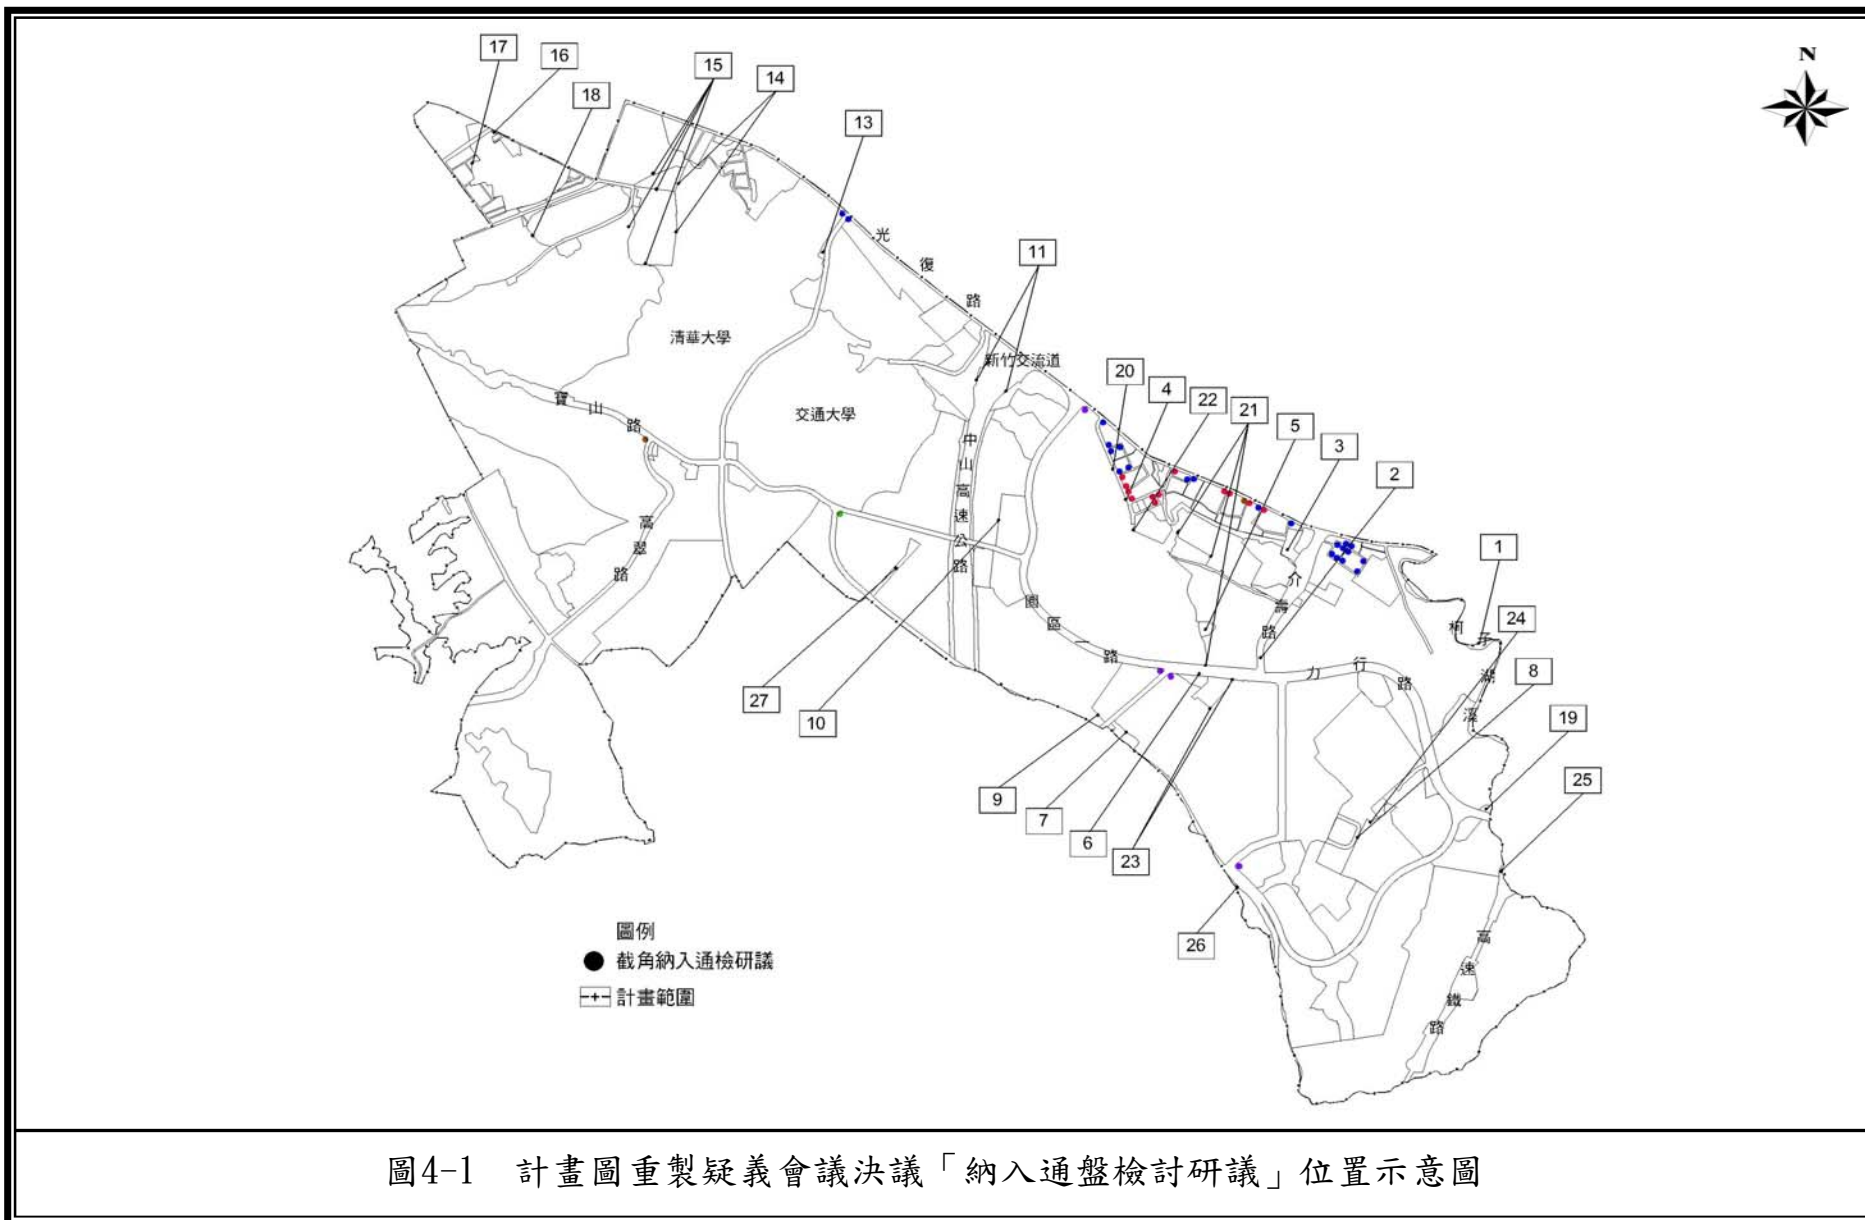 N
17
16
18
15
14
13
光復路
11
清華大學
新竹交流道
交通大學
寶山路
中山高速公路
20
4
22
21
5
3
2
1
24
8
19
25
高翠路
園區一路
介壽路
力行路
柯子湖溪
27
10
9
7
6
23
26
高速鐵路
圖例
截角納入通檢研議
計畫範圍
圖4-1 計畫圖重製疑義會議決議「納入通盤檢討研議」位置示意圖